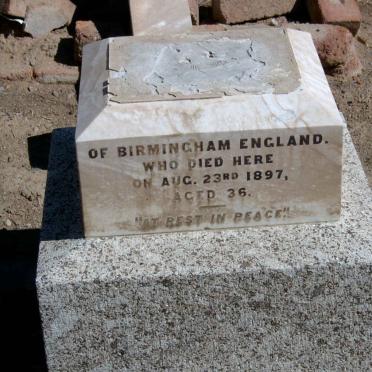 OF BIRMINGHAM ENGLAND.
WHO DIED HERE
ON AUG. 23RD 1897,
AGED 36.
"AT REST IN PEACE"